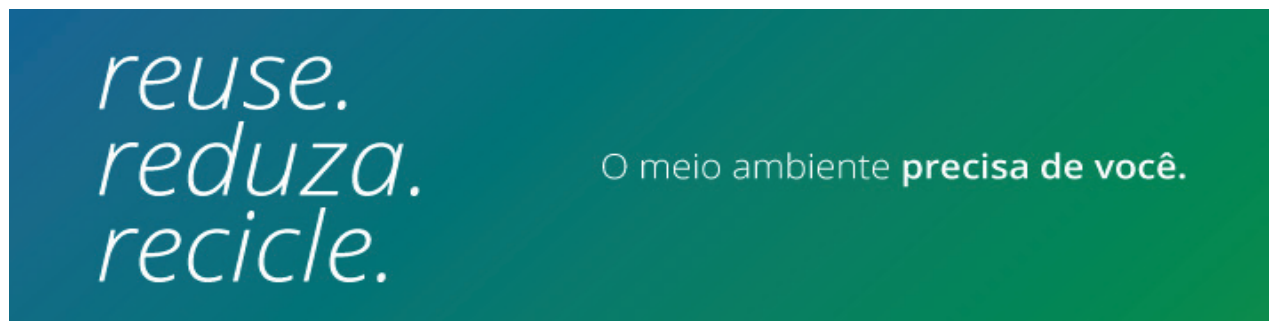 reuse.
reduza.
recicle.
O meio ambiente precisa de você.